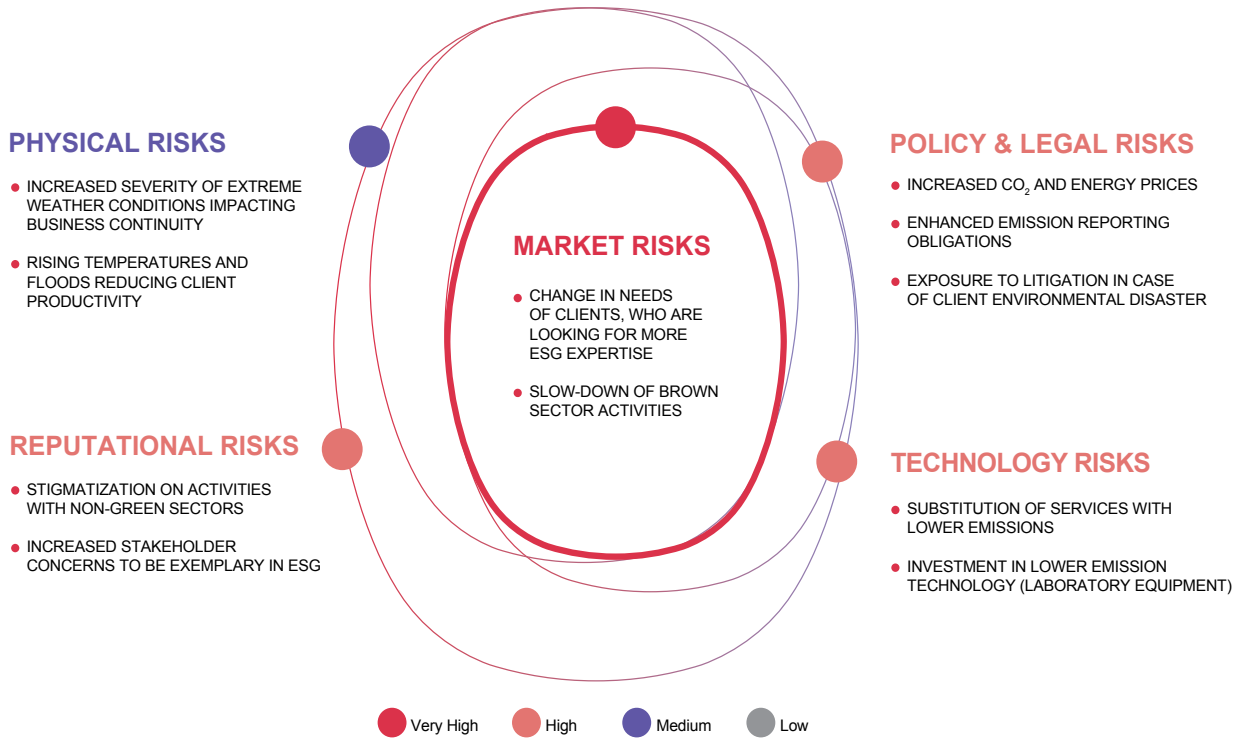 PHYSICAL RISKS
INCREASED SEVERITY OF EXTREME
WEATHER CONDITIONS IMPACTING
BUSINESS CONTINUITY
RISING TEMPERATURES AND
FLOODS REDUCING CLIENT
PRODUCTIVITY
REPUTATIONAL RISKS
STIGMATIZATION ON ACTIVITIES
WITH NON-GREEN SECTORS
INCREASED STAKEHOLDER
CONCERNS TO BE EXEMPLARY IN ESG
MARKET RISKS
CHANGE IN NEEDS
OF CLIENTS, WHO ARE
LOOKING FOR MORE
ESG EXPERTISE
SLOW-DOWN OF BROWN
SECTOR ACTIVITIES
POLICY & LEGAL RISKS
INCREASED CO₂ AND ENERGY PRICES
ENHANCED EMISSION REPORTING
OBLIGATIONS
EXPOSURE TO LITIGATION IN CASE
OF CLIENT ENVIRONMENTAL DISASTER
TECHNOLOGY RISKS
SUBSTITUTION OF SERVICES WITH
LOWER EMISSIONS
INVESTMENT IN LOWER EMISSION
TECHNOLOGY (LABORATORY EQUIPMENT)
Very High
High
Medium
Low